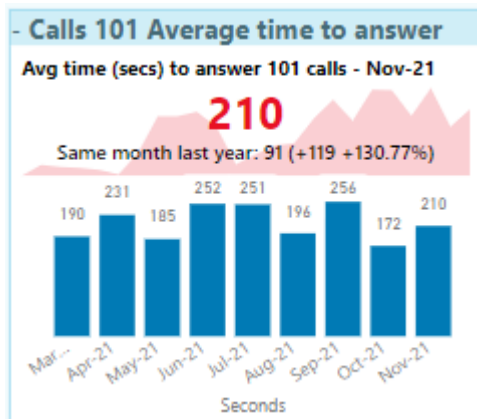 - Calls 101 Average time to answer
Avg time (secs) to answer 101 calls - Nov-21
210
Same month last year: 91 (+119 +130.77%)
190 231 185 252 251 196 256 172 210
Mar... Apr-21 May-21 Jun-21 Jul-21 Aug-21 Sep-21 Oct-21 Nov-21
Seconds